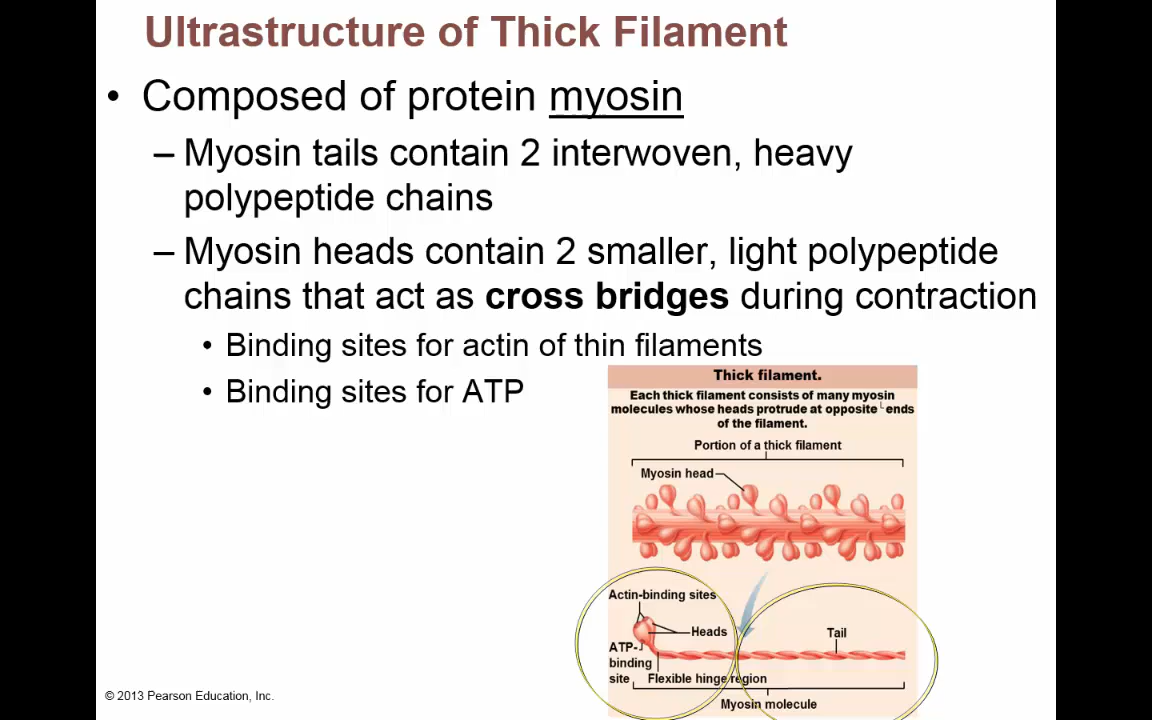 Ultrastructure of Thick Filament
• Composed of protein myosin
– Myosin tails contain 2 interwoven, heavy
polypeptide chains
– Myosin heads contain 2 smaller, light polypeptide
chains that act as cross bridges during contraction
• Binding sites for actin of thin filaments
• Binding sites for ATP
Thick filament.
Each thick filament consists of many myosin
molecules whose heads protrude at opposite ends
of the filament.
Portion of a thick filament
Myosin head
Actin-binding sites
Heads
Tail
ATP-
binding
site
Flexible hinge region
Myosin molecule
© 2013 Pearson Education, Inc.